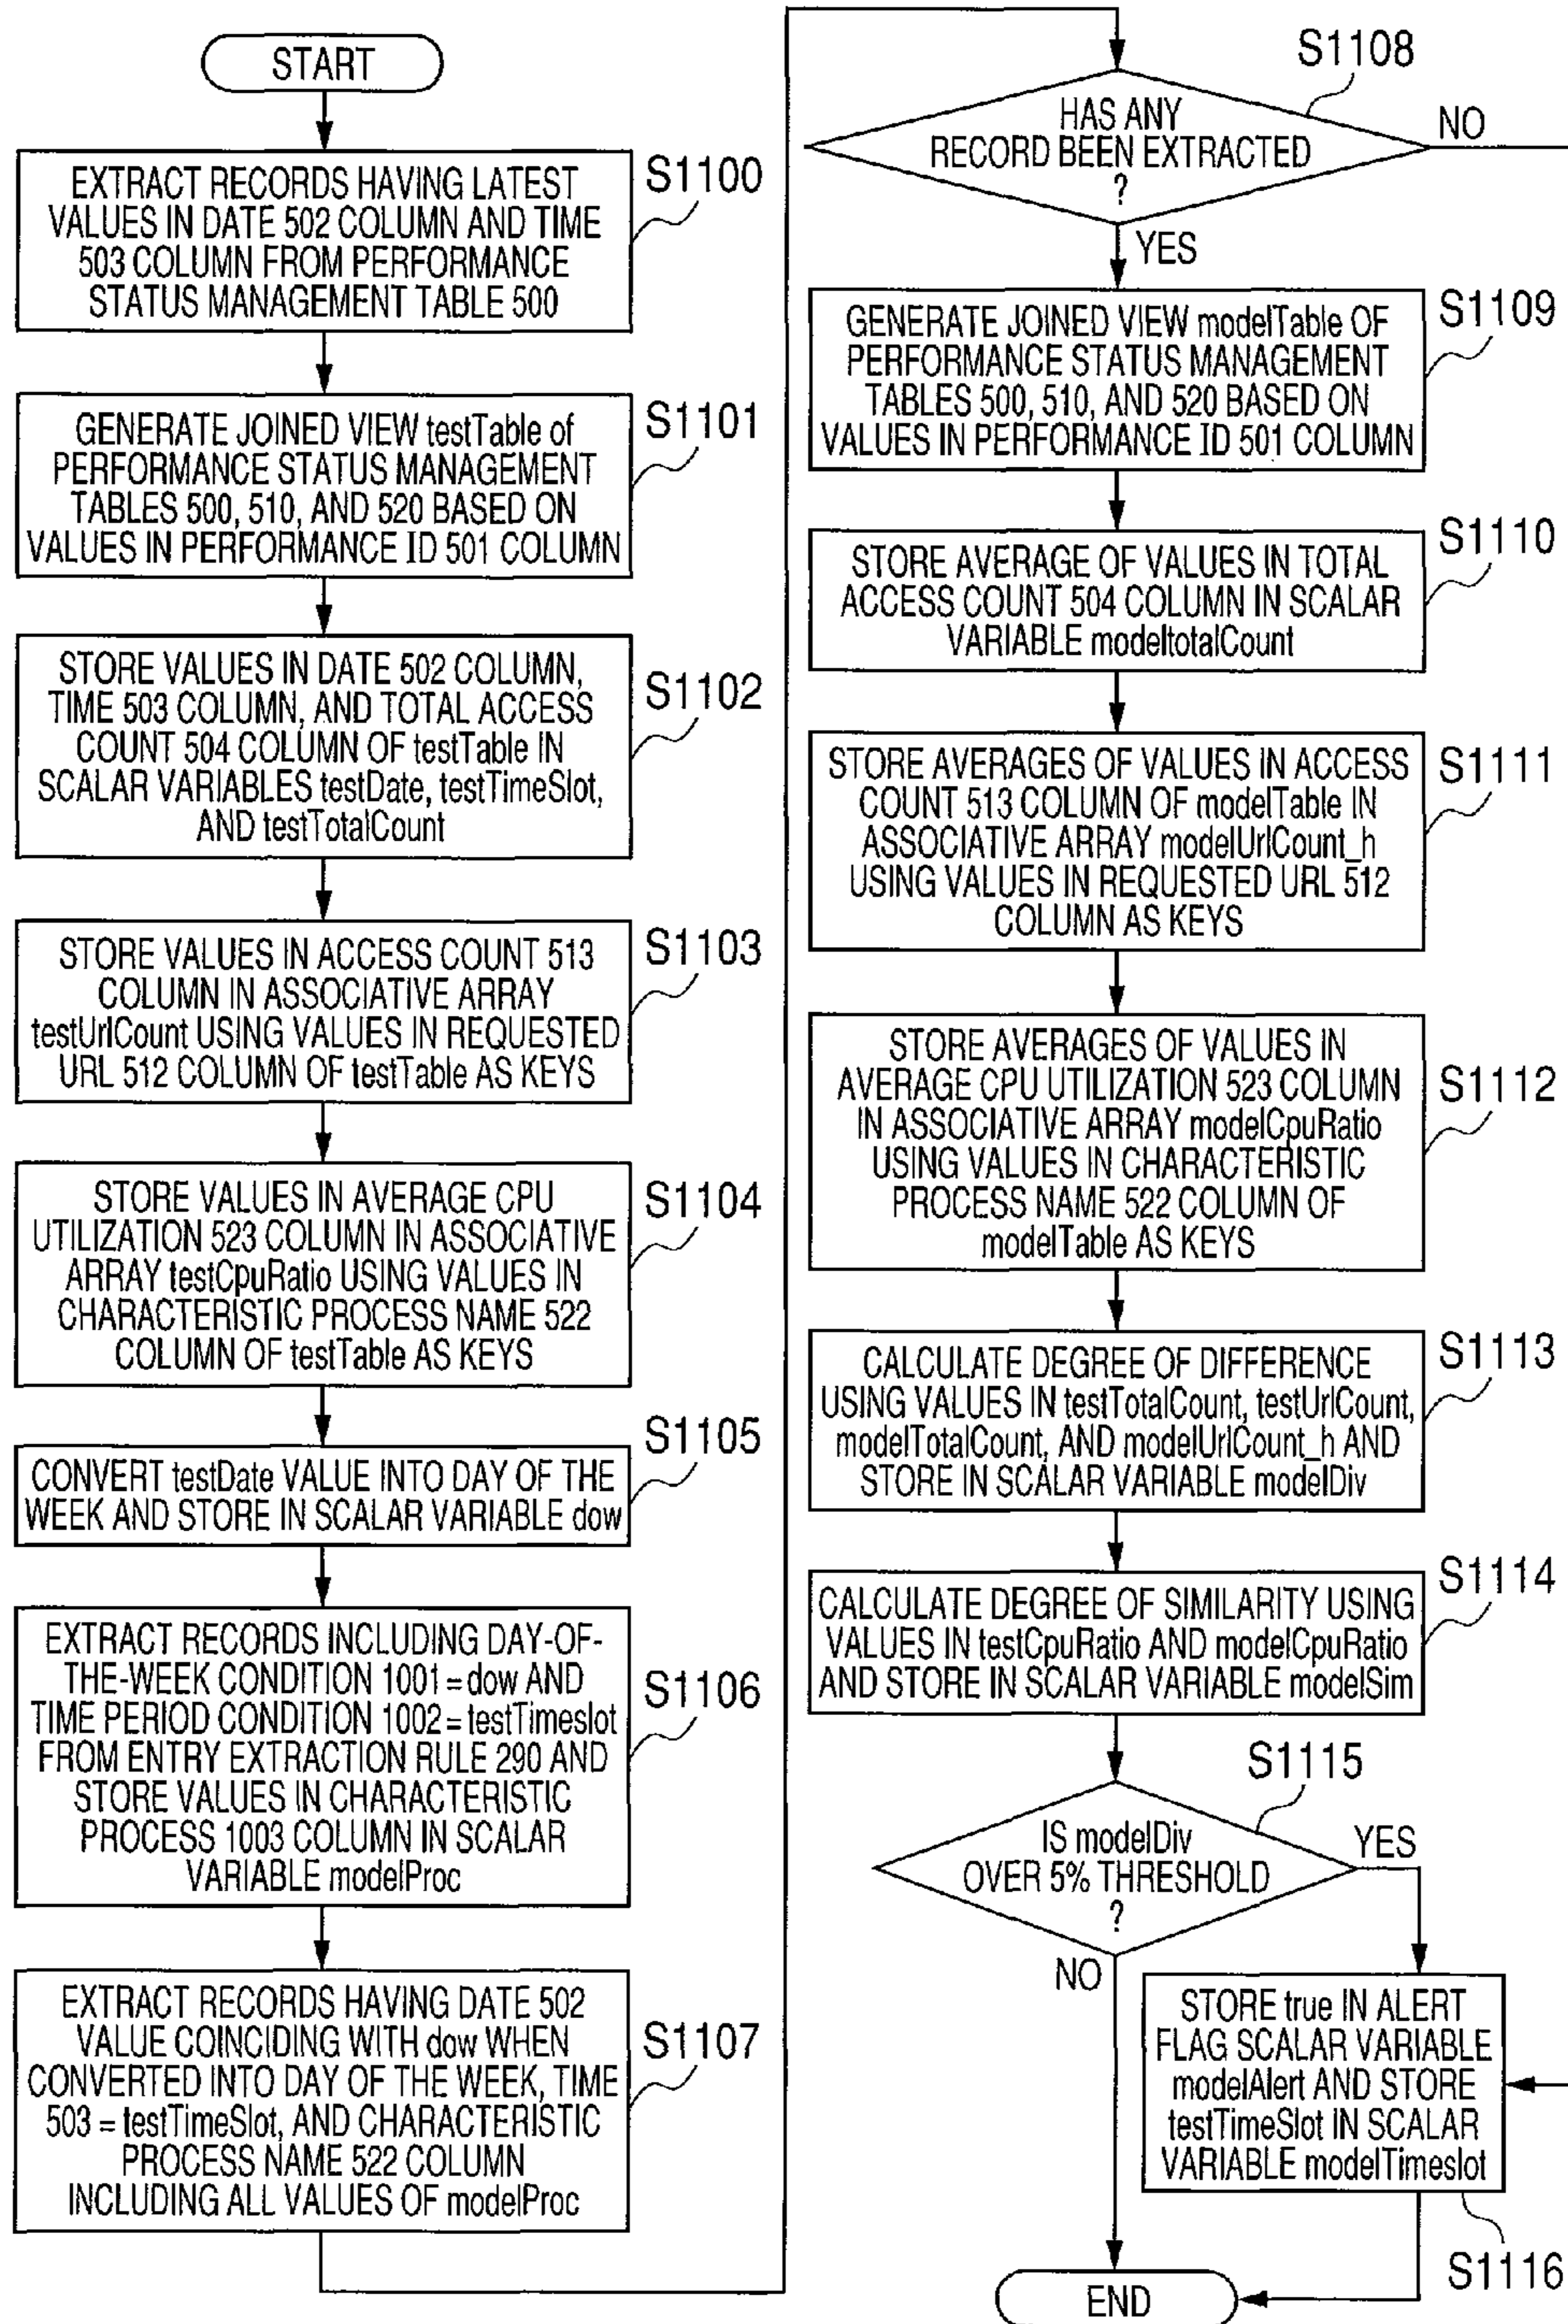 START
EXTRACT RECORDS HAVING LATEST
VALUES IN DATE 502 COLUMN AND TIME
503 COLUMN FROM PERFORMANCE
STATUS MANAGEMENT TABLE 500
S1100
GENERATE JOINED VIEW testTable of
PERFORMANCE STATUS MANAGEMENT
TABLES 500, 510, AND 520 BASED ON
VALUES IN PERFORMANCE ID 501 COLUMN
S1101
STORE VALUES IN DATE 502 COLUMN,
TIME 503 COLUMN, AND TOTAL ACCESS
COUNT 504 COLUMN OF testTable IN
SCALAR VARIABLES testDate, testTimeSlot,
AND testTotalCount
S1102
STORE VALUES IN ACCESS COUNT 513
COLUMN IN ASSOCIATIVE ARRAY
testUrlCount USING VALUES IN REQUESTED
URL 512 COLUMN OF testTable AS KEYS
S1103
STORE VALUES IN AVERAGE CPU
UTILIZATION 523 COLUMN IN ASSOCIATIVE
ARRAY testCpuRatio USING VALUES IN
CHARACTERISTIC PROCESS NAME 522
COLUMN OF testTable AS KEYS
S1104
CONVERT testDate VALUE INTO DAY OF THE
WEEK AND STORE IN SCALAR VARIABLE dow
S1105
EXTRACT RECORDS INCLUDING DAY-OF-
THE-WEEK CONDITION 1001 = dow AND
TIME PERIOD CONDITION 1002 = testTimeslot
FROM ENTRY EXTRACTION RULE 290 AND
STORE VALUES IN CHARACTERISTIC
PROCESS 1003 COLUMN IN SCALAR
VARIABLE modelProc
S1106
EXTRACT RECORDS HAVING DATE 502
VALUE COINCIDING WITH dow WHEN
CONVERTED INTO DAY OF THE WEEK, TIME
503 = testTimeSlot, AND CHARACTERISTIC
PROCESS NAME 522 COLUMN
INCLUDING ALL VALUES OF modelProc
S1107
S1108
HAS ANY
RECORD BEEN EXTRACTED
?
NO
YES
GENERATE JOINED VIEW modelTable OF
PERFORMANCE STATUS MANAGEMENT
TABLES 500, 510, AND 520 BASED ON
VALUES IN PERFORMANCE ID 501 COLUMN
S1109
STORE AVERAGE OF VALUES IN TOTAL
ACCESS COUNT 504 COLUMN IN SCALAR
VARIABLE modeltotalCount
S1110
STORE AVERAGES OF VALUES IN ACCESS
COUNT 513 COLUMN OF modelTable IN
ASSOCIATIVE ARRAY modelUrlCount_h
USING VALUES IN REQUESTED URL 512
COLUMN AS KEYS
S1111
STORE AVERAGES OF VALUES IN
AVERAGE CPU UTILIZATION 523 COLUMN
IN ASSOCIATIVE ARRAY modelCpuRatio
USING VALUES IN CHARACTERISTIC
PROCESS NAME 522 COLUMN OF
modelTable AS KEYS
S1112
CALCULATE DEGREE OF DIFFERENCE
USING VALUES IN testTotalCount, testUrlCount,
modelTotalCount, AND modelUrlCount_h AND
STORE IN SCALAR VARIABLE modelDiv
S1113
CALCULATE DEGREE OF SIMILARITY USING
VALUES IN testCpuRatio AND modelCpuRatio
AND STORE IN SCALAR VARIABLE modelSim
S1114
S1115
IS modelDiv
OVER 5% THRESHOLD
?
YES
NO
STORE true IN ALERT
FLAG SCALAR VARIABLE
modelAlert AND STORE
testTimeSlot IN SCALAR
VARIABLE modelTimeslot
S1116
END